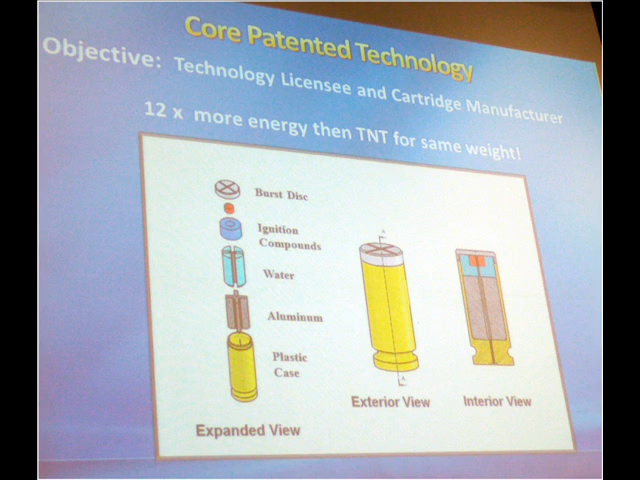 Core Patented Technology
Objective: Technology Licensee and Cartridge Manufacturer
12 x more energy then TNT for same weight!
Burst Disc
Ignition
Compounds
Water
Aluminum
Plastic
Case
Expanded View
Exterior View
Interior View